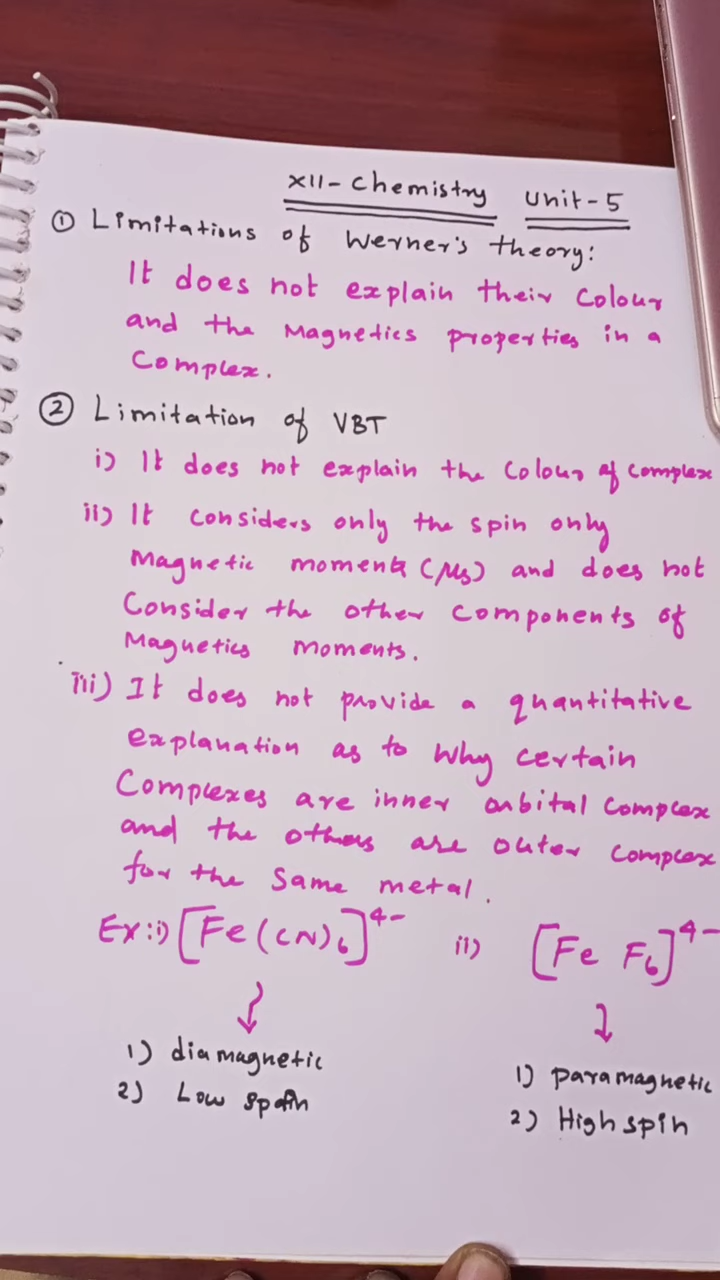 XII - Chemistry Unit - 5
① Limitations of Werner's theory:
It does not explain their Colour
and the Magnetics properties in a
Complex.
② Limitation of VBT
i) It does not explain the Colour of complex
ii) It considers only the spin only
Magnetic moment (μs) and does not
Consider the other components of
Magnetics moments.
iii) It does not provide a quantitative
explanation as to why certain
Complexes are inner orbital complex
and the others are outer complex
for the same metal.
Ex: i) [Fe(CN)6]4- ii) [Fe F6]4-
1) diamagnetic
2) Low spin
1) paramagnetic
2) High spin